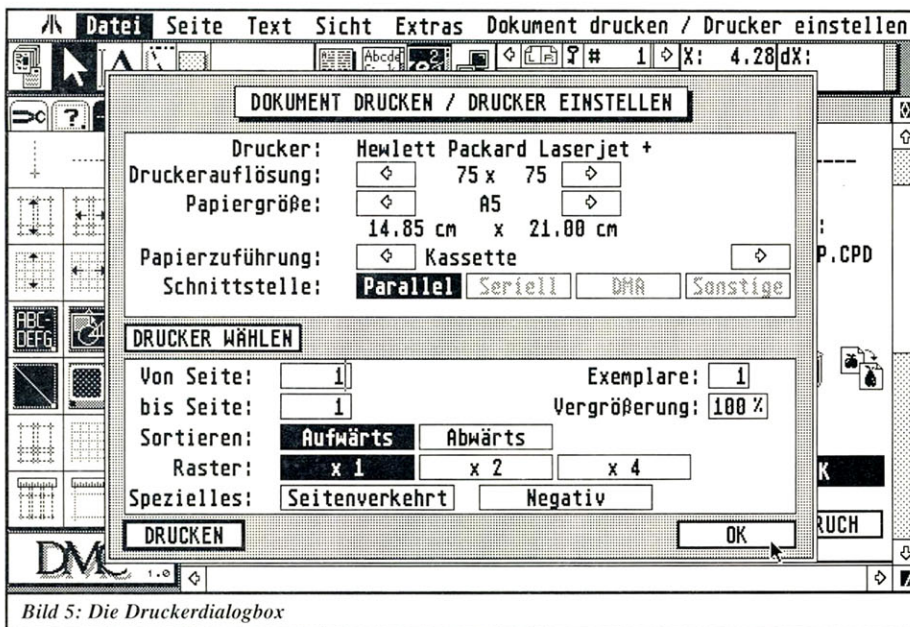 Datei Seite Text Sicht Extras Dokument drucken / Drucker einstellen
# 1 X: 4.28 dX:
DOKUMENT DRUCKEN / DRUCKER EINSTELLEN
Drucker: Hewlett Packard Laserjet +
Druckerauflösung: 75 x 75
Papiergröße: A5
14.85 cm x 21.00 cm
Papierzuführung: Kassette
P.CPD
Schnittstelle: Parallel Seriell DMA Sonstige
ABC-
DEFG
DRUCKER WÄHLEN
Von Seite: 1 Exemplare: 1
bis Seite: 1 Vergrößerung: 100 %
Sortieren: Aufwärts Abwärts
Raster: x 1 x 2 x 4
K
Spezielles: Seitenverkehrt Negativ
RUCH
DRUCKEN OK
DMC 1.0
Bild 5: Die Druckerdialogbox